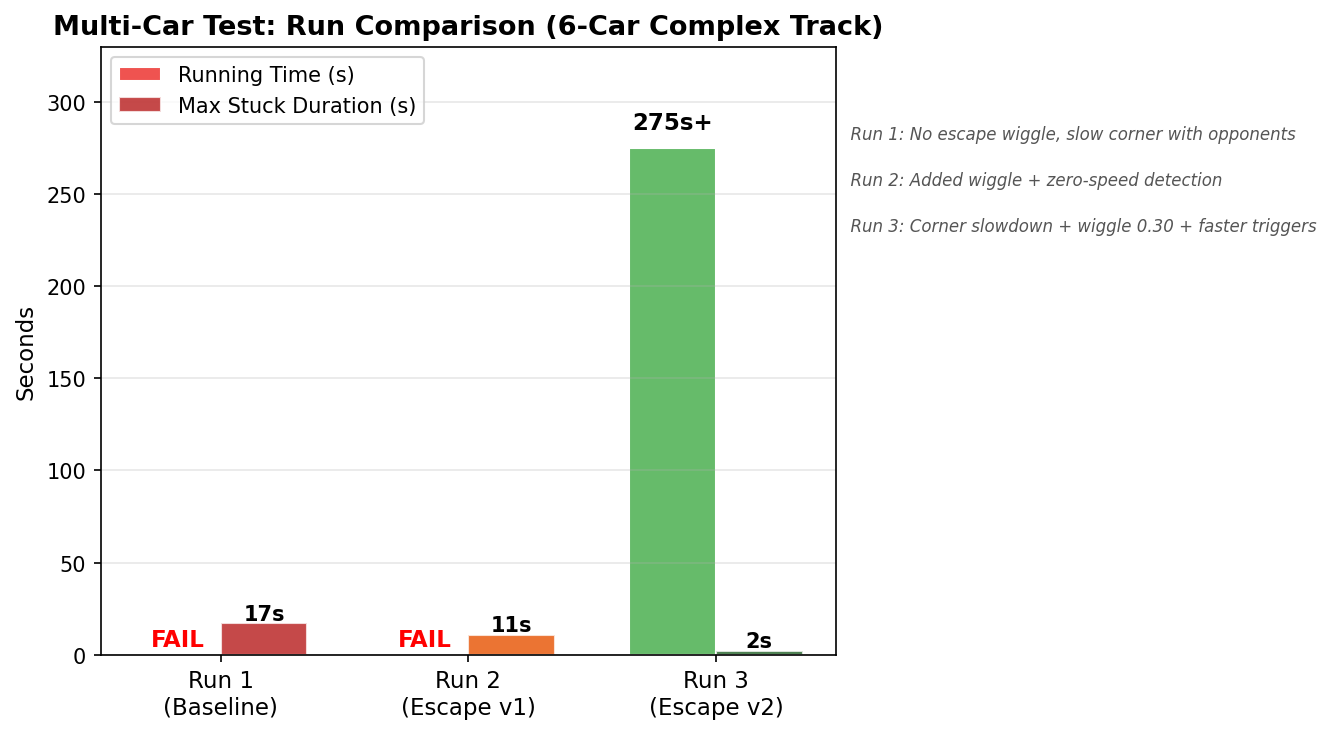 Multi-Car Test: Run Comparison (6-Car Complex Track)
Running Time (s)
Max Stuck Duration (s)
Seconds
300
250
200
150
100
50
0
FAIL
17s
FAIL
11s
275s+
2s
Run 1
(Baseline)
Run 2
(Escape v1)
Run 3
(Escape v2)
Run 1: No escape wiggle, slow corner with opponents
Run 2: Added wiggle + zero-speed detection
Run 3: Corner slowdown + wiggle 0.30 + faster triggers